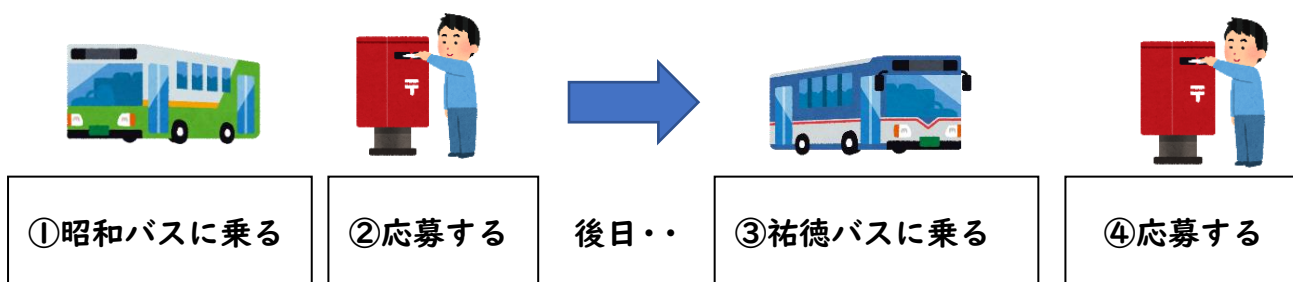 ①昭和バスに乗る
②応募する
後日・・
③祐徳バスに乗る
④応募する